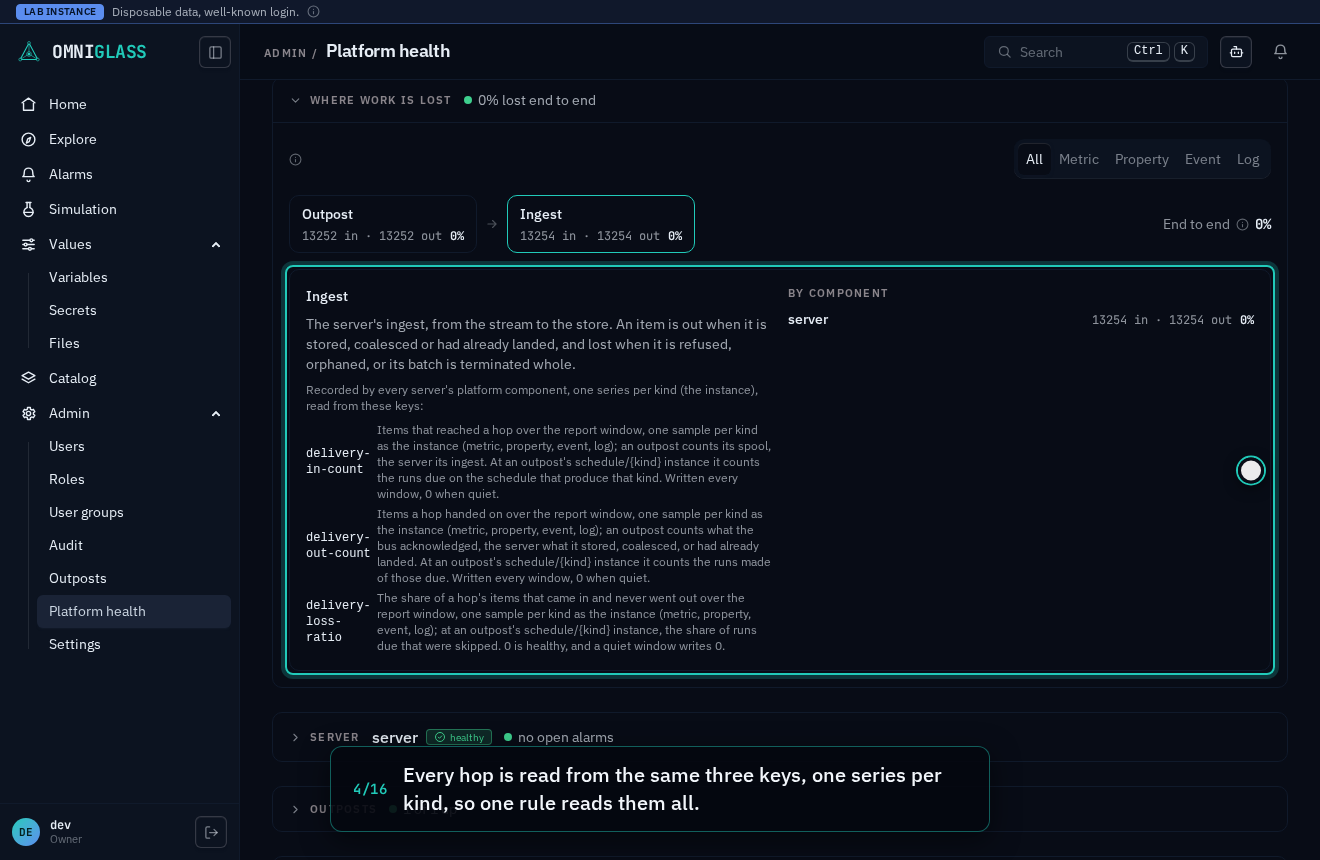 LAB INSTANCE Disposable data, well-known login.
OMNIGLASS
ADMIN / Platform health
Search Ctrl K
Home
Explore
Alarms
Simulation
Values
Variables
Secrets
Files
Catalog
Admin
Users
Roles
User groups
Audit
Outposts
Platform health
Settings
DE dev
Owner
WHERE WORK IS LOST 0% lost end to end
All Metric Property Event Log
Outpost
13252 in · 13252 out 0%
Ingest
13254 in · 13254 out 0%
End to end 0%
Ingest
The server's ingest, from the stream to the store. An item is out when it is
stored, coalesced or had already landed, and lost when it is refused,
orphaned, or its batch is terminated whole.
Recorded by every server's platform component, one series per kind (the instance),
read from these keys:
delivery-
in-count
Items that reached a hop over the report window, one sample per kind
as the instance (metric, property, event, log); an outpost counts its spool,
the server its ingest. At an outpost's schedule/{kind} instance it counts
the runs due on the schedule that produce that kind. Written every
window, 0 when quiet.
delivery-
out-count
Items a hop handed on over the report window, one sample per kind as
the instance (metric, property, event, log); an outpost counts what the
bus acknowledged, the server what it stored, coalesced, or had already
landed. At an outpost's schedule/{kind} instance it counts the runs made
of those due. Written every window, 0 when quiet.
delivery-
loss-
ratio
The share of a hop's items that came in and never went out over the
report window, one sample per kind as the instance (metric, property,
event, log); at an outpost's schedule/{kind} instance, the share of runs
due that were skipped. 0 is healthy, and a quiet window writes 0.
BY COMPONENT
server 13254 in · 13254 out 0%
SERVER server healthy no open alarms
OUTPOSTS
4/16 Every hop is read from the same three keys, one series per
kind, so one rule reads them all.